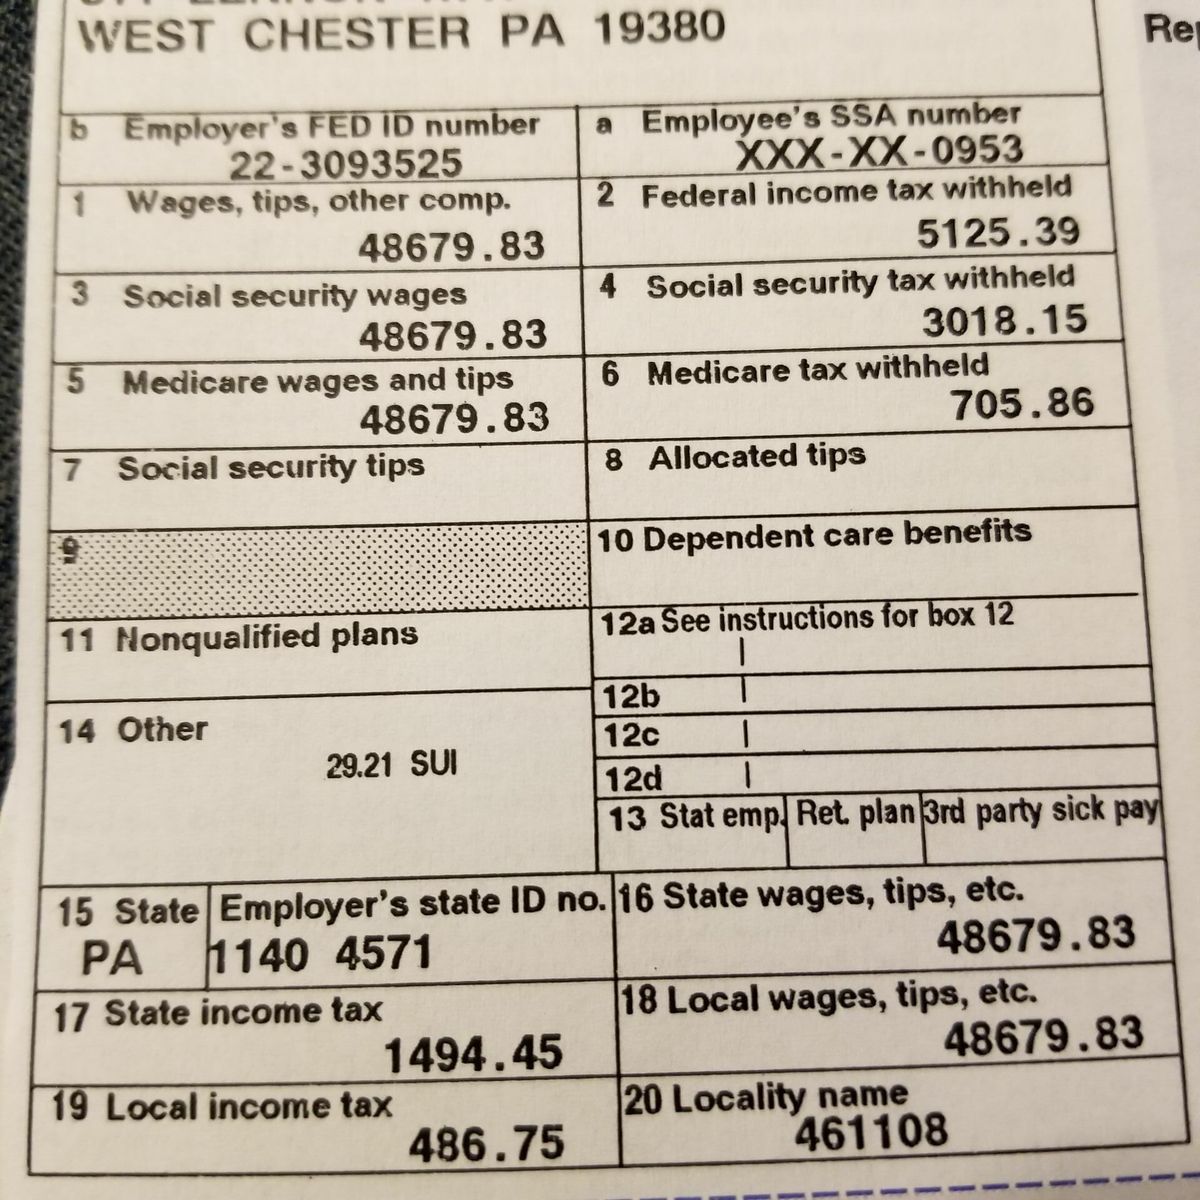 WEST CHESTER PA 19380
b Employer's FED ID number
22-3093525
a Employee's SSA number
XXX-XX-0953
1 Wages, tips, other comp.
48679.83
2 Federal income tax withheld
5125.39
3 Social security wages
48679.83
4 Social security tax withheld
3018.15
5 Medicare wages and tips
48679.83
6 Medicare tax withheld
705.86
7 Social security tips
8 Allocated tips
9
10 Dependent care benefits
11 Nonqualified plans
12a See instructions for box 12
12b
12c
12d
14 Other
29.21 SUI
13 Stat emp. Ret. plan 3rd party sick pay
15 State
PA
Employer's state ID no.
1140 4571
16 State wages, tips, etc.
48679.83
17 State income tax
1494.45
18 Local wages, tips, etc.
48679.83
19 Local income tax
486.75
20 Locality name
461108